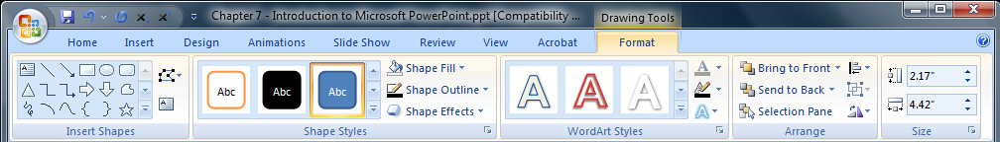 Chapter 7 - Introduction to Microsoft PowerPoint.ppt [Compatibility ... Drawing Tools
Home Insert Design Animations Slide Show Review View Acrobat Format
Abc Abc Abc
Shape Fill
Shape Outline
Shape Effects
A A A
A
A
Bring to Front
Send to Back
Selection Pane
2.17"
4.42"
Insert Shapes Shape Styles WordArt Styles Arrange Size